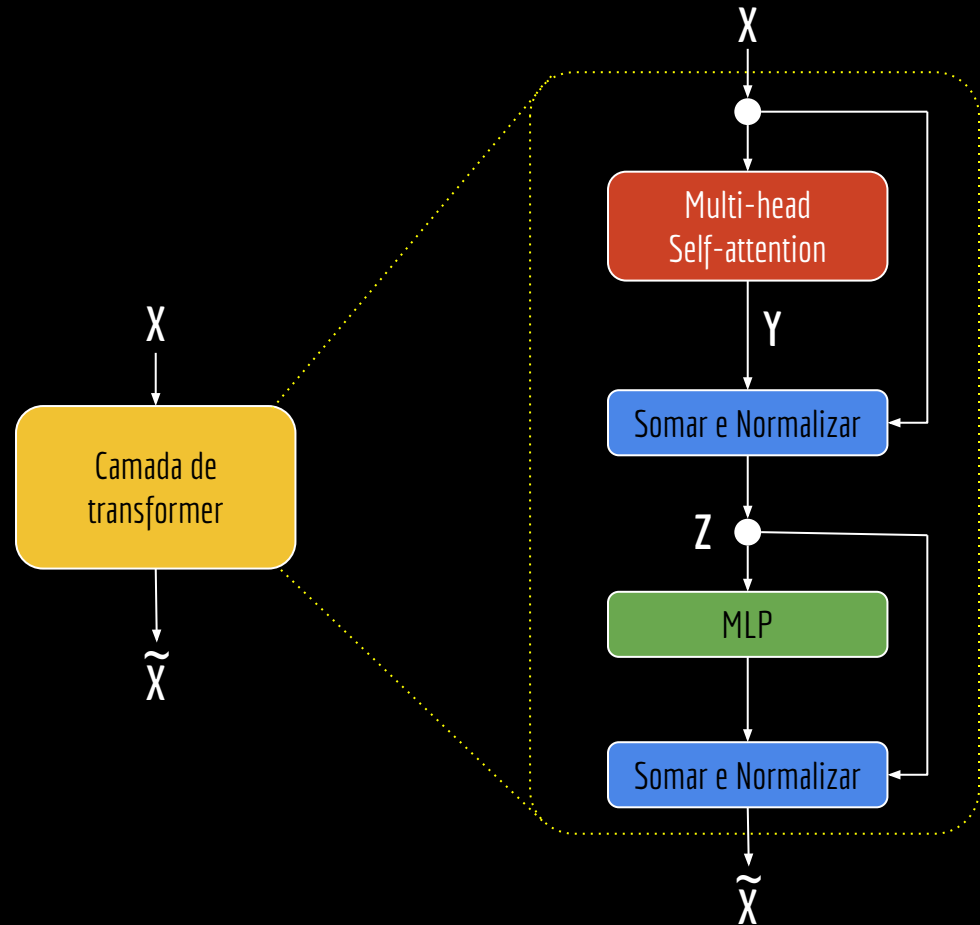 X
Camada de
transformer
X̃
X
Multi-head
Self-attention
Y
Somar e Normalizar
Z
MLP
Somar e Normalizar
X̃